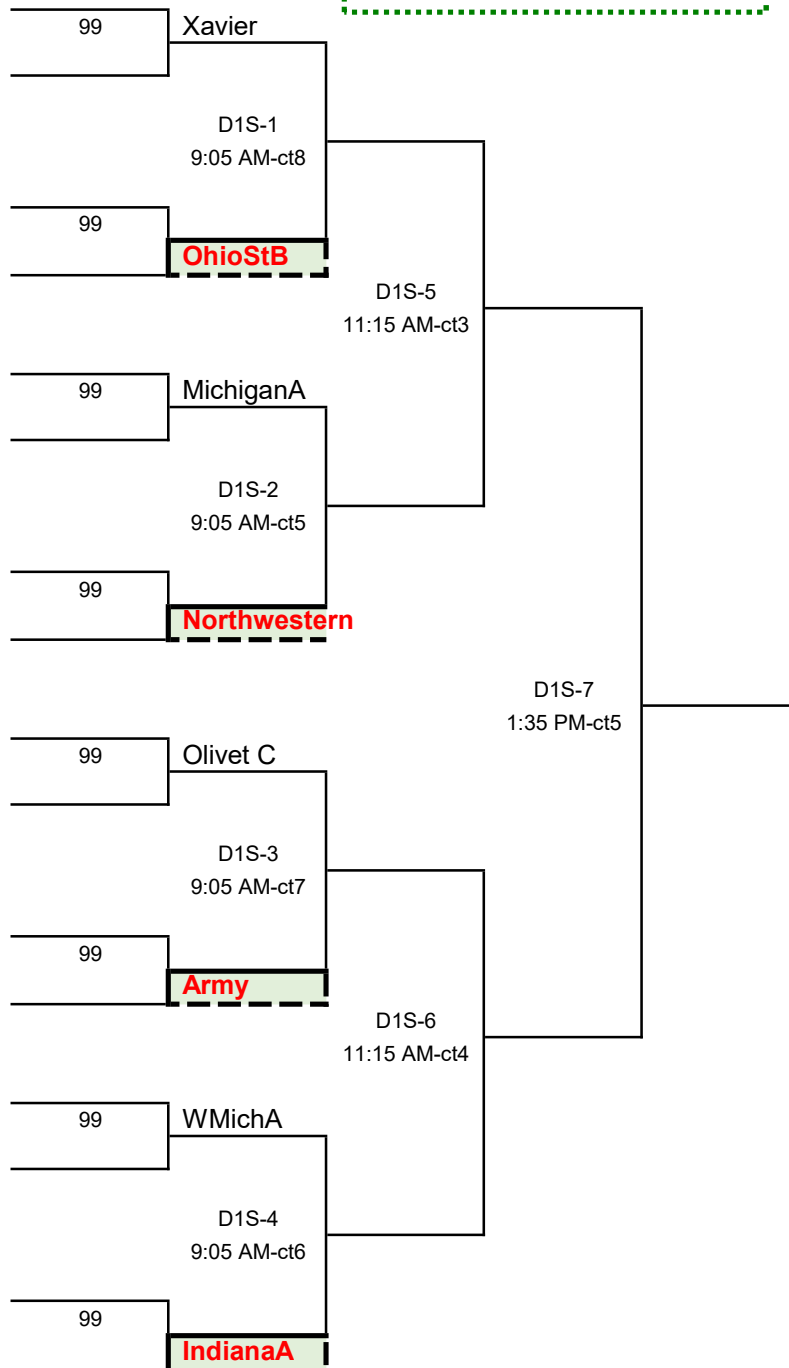 99
Xavier
D1S-1
9:05 AM-ct8
99
OhioStB
D1S-5
11:15 AM-ct3
99
MichiganA
D1S-2
9:05 AM-ct5
99
Northwestern
D1S-7
1:35 PM-ct5
99
Olivet C
D1S-3
9:05 AM-ct7
99
Army
D1S-6
11:15 AM-ct4
99
WMichA
D1S-4
9:05 AM-ct6
99
IndianaA